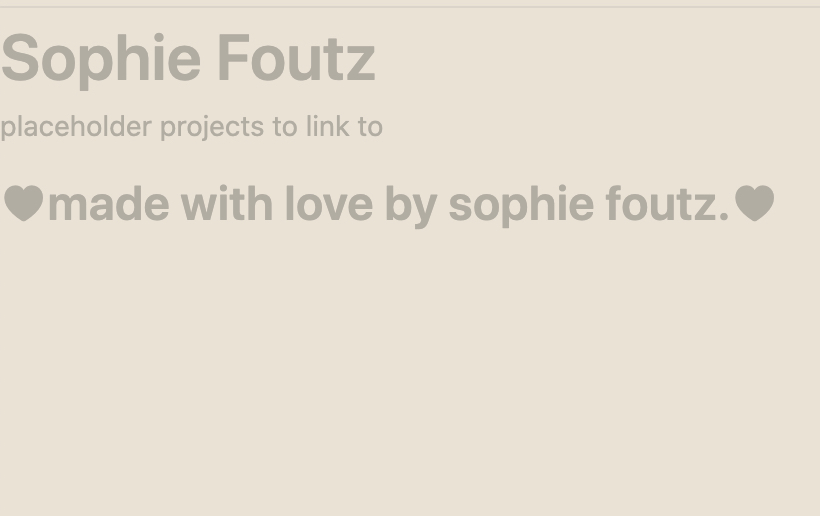 Sophie Foutz
placeholder projects to link to
♥made with love by sophie foutz.♥